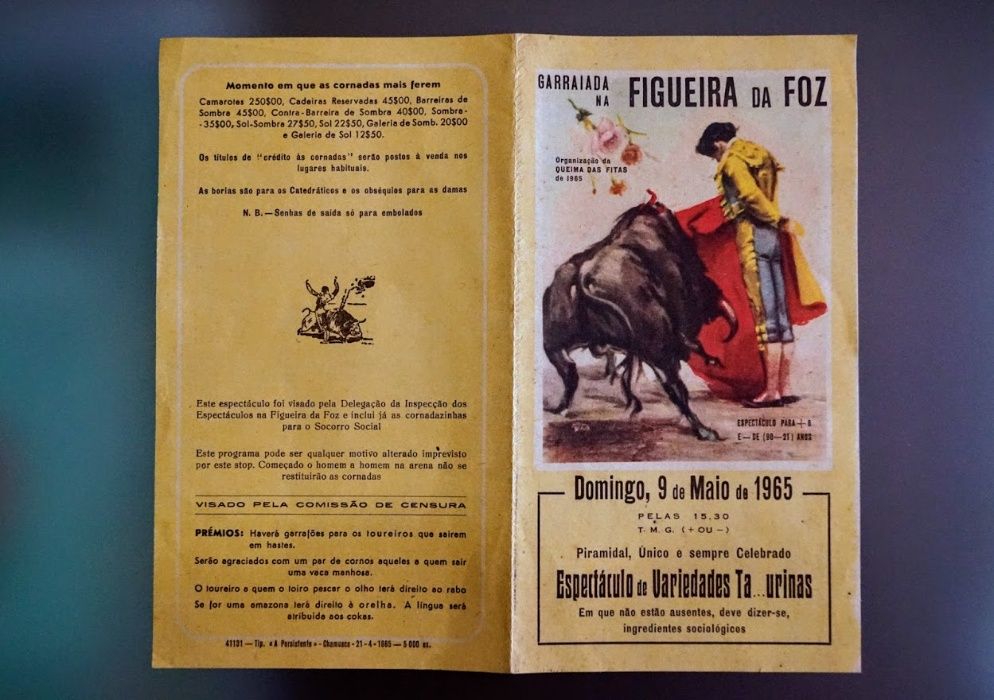 Momento em que as cornadas mais ferem
Camarotes 250$00, Cadeiras Reservadas 45$00, Barreiras de
Sombra 45$00, Contra-Barreira de Sombra 40$00, Sombra-
-35$00, Sol-Sombra 27$50, Sol 22$50, Galeria de Somb. 20$00
e Galeria de Sol 12$50.
Os títulos de "crédito às cornadas" serão postos à venda nos
lugares habituais.
As borlas são para os Catedráticos e os obséquios para as damas
N. B. — Senhas de saída só para embolados
Este espectáculo foi visado pela Delegação da Inspecção dos
Espectáculos na Figueira da Foz e inclui já as cornadazinhas
para o Socorro Social
Este programa pode ser qualquer motivo alterado imprevisto
por este stop. Começado o homem a homem na arena não se
restituirão as cornadas
VISADO PELA COMISSÃO DE CENSURA
PRÉMIOS: Haverá garrafões para os toureiros que saírem
em hastes.
Serão agraciados com um par de cornos aqueles a quem sair
uma vaca manhosa.
O toureiro a quem o toiro pescar o olho terá direito ao rabo
Se for uma amazona terá direito à orelha. A língua será
atribuída aos cokas.
41131 — Tip. «A Persistente» - Chamusca - 21 - 4 - 1965 — 5 000 ex.
GARRAIADA
NA
FIGUEIRA DA FOZ
Organização da
QUEIMA DAS FITAS
de 1965
ESPECTÁCULO PARA + 6
E — DE (90—21) ANOS
Domingo, 9 de Maio de 1965
PELAS 15,30
T. M. G. (+ OU —)
Piramidal, Único e sempre Celebrado
Espectáculo de Variedades Ta...urinas
Em que não estão ausentes, deve dizer-se,
ingredientes sociológicos